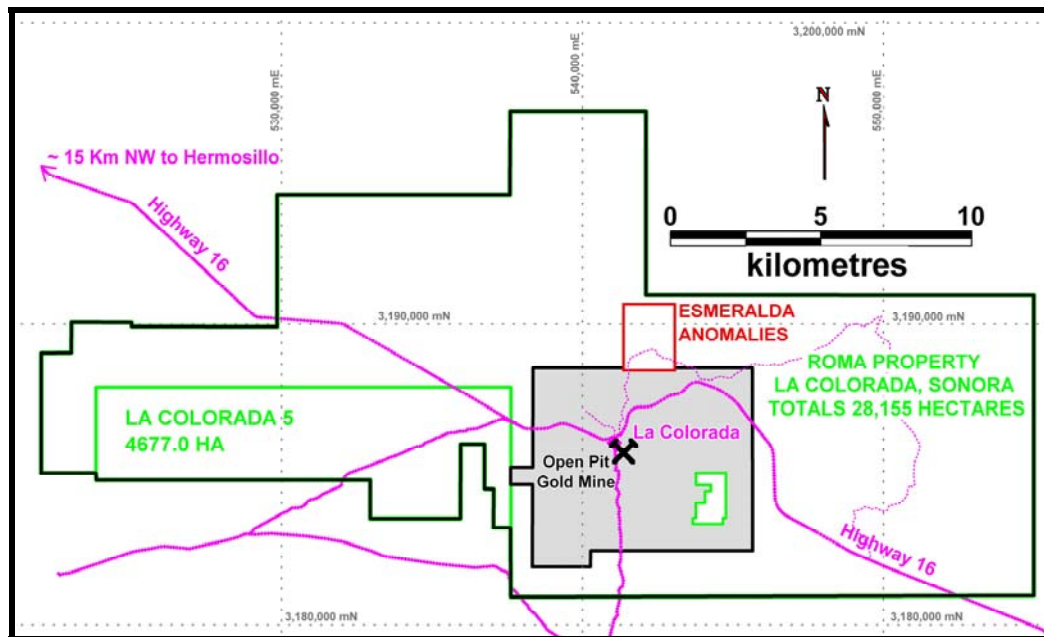 3,200,000 mN
530,000 mE
540,000 mE
550,000 mE
N
~ 15 Km NW to Hermosillo
Highway 16
0 5 10
kilometres
3,190,000 mN
ESMERALDA
ANOMALIES
3,190,000 mN
ROMA PROPERTY
LA COLORADA, SONORA
TOTALS 28,155 HECTARES
LA COLORADA 5
4677.0 HA
La Colorada
Open Pit
Gold Mine
Highway 16
3,180,000 mN
3,180,000 mN